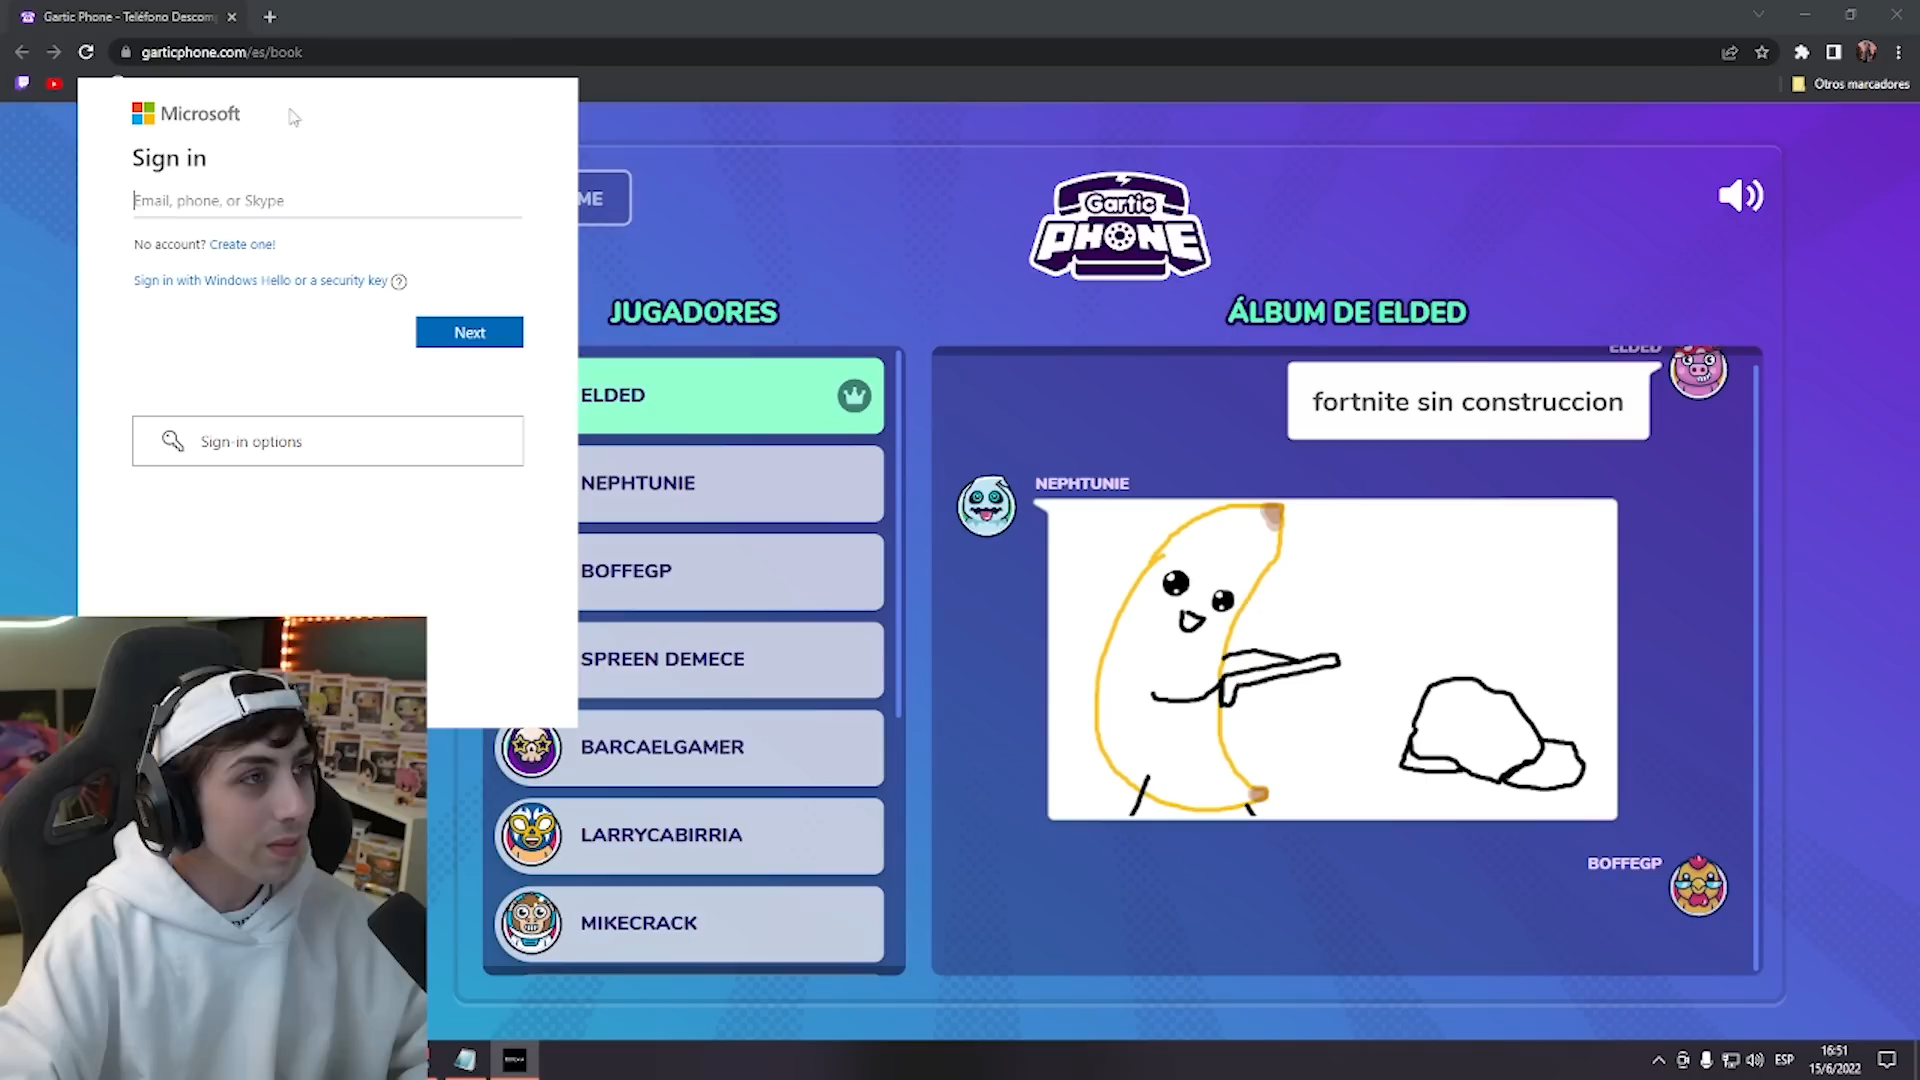 Gartic Phone - Teléfono Descom
garticphone.com/es/book
Otros marcadores
Microsoft
Sign in
Email, phone, or Skype
No account? Create one!
Sign in with Windows Hello or a security key
Next
Sign-in options
ME
Gartic
PHONE
JUGADORES
ELDED
NEPHTUNIE
BOFFEGP
SPREEN DEMECE
BARCAELGAMER
LARRYCABIRRIA
MIKECRACK
ÁLBUM DE ELDED
ELDED
fortnite sin construccion
NEPHTUNIE
BOFFEGP
ESP
16:51
15/6/2022